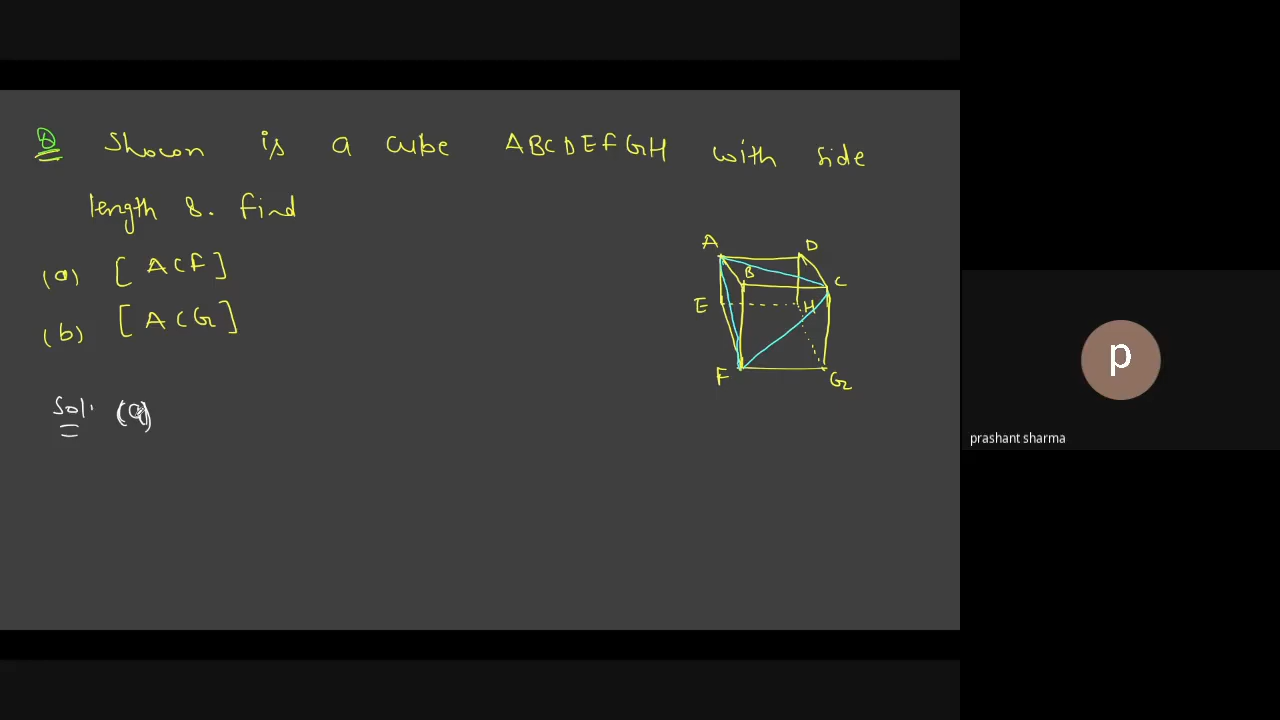 Q Shown is a cube ABCDEFGH with side
length 8. find
(a) [ACF]
(b) [ACG]
A D
B C
E H
F G
Sol. (a)
p
prashant sharma